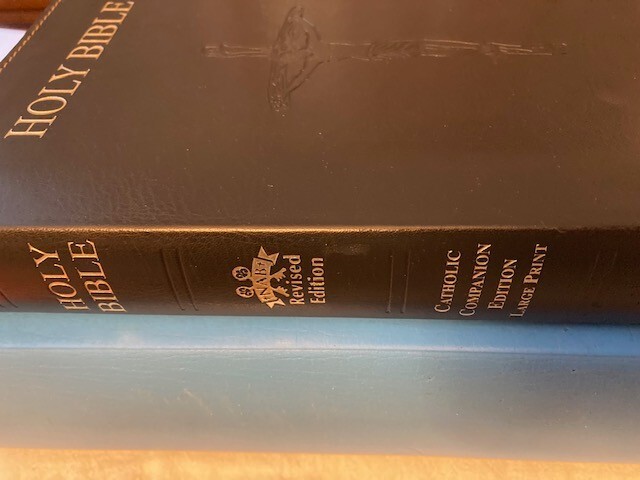 HOLY BIBLE
HOLY
BIBLE
NAB
Revised
Edition
CATHOLIC
COMPANION
EDITION
LARGE PRINT